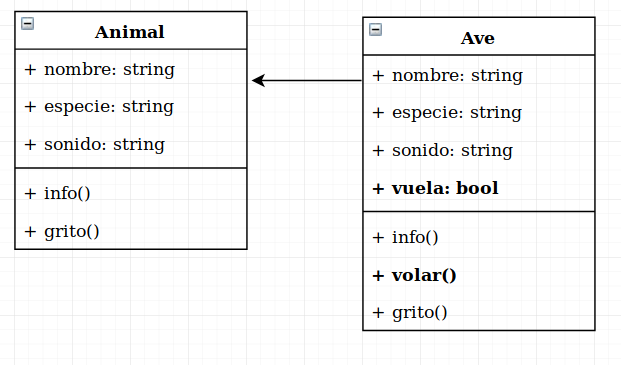 Animal
+ nombre: string
+ especie: string
+ sonido: string
+ info()
+ grito()
Ave
+ nombre: string
+ especie: string
+ sonido: string
+ vuela: bool
+ info()
+ volar()
+ grito()